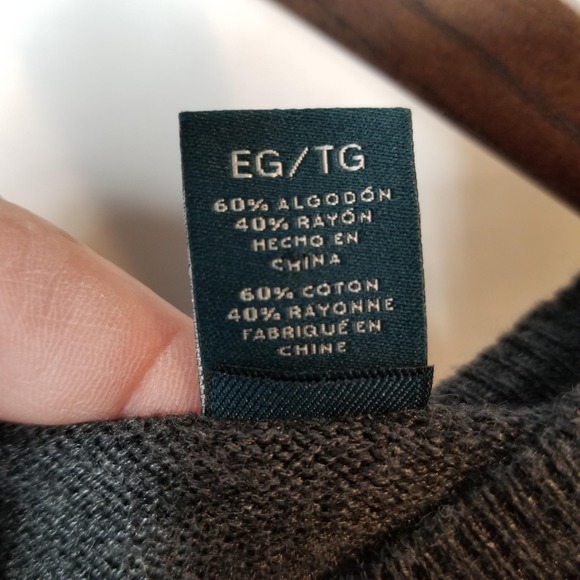 EG/TG
60% ALGODÓN
40% RAYÓN
HECHO EN
CHINA
60% COTON
40% RAYONNE
FABRIQUÉ EN
CHINE